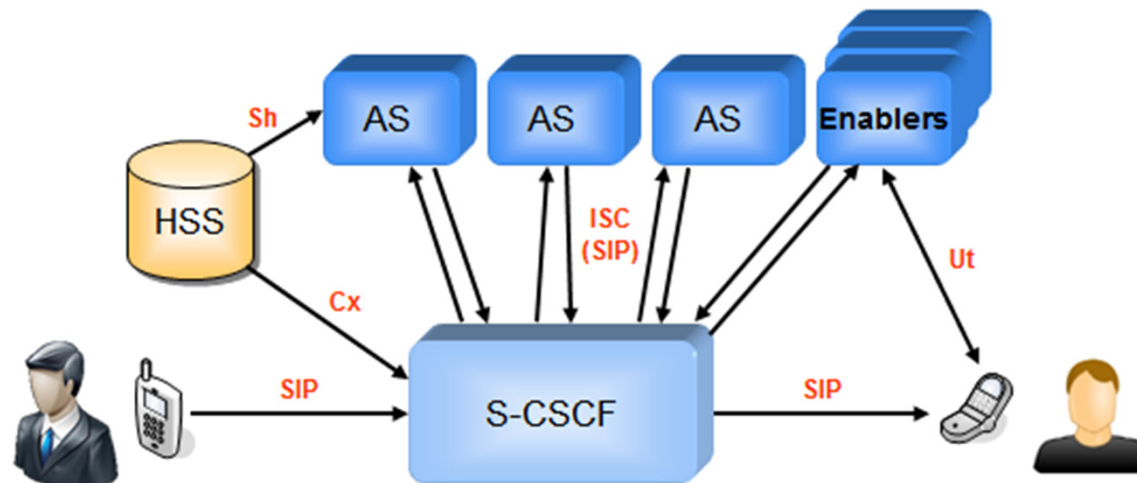 AS
AS
AS
Enablers
Sh
HSS
ISC
(SIP)
Ut
Cx
SIP
S-CSCF
SIP